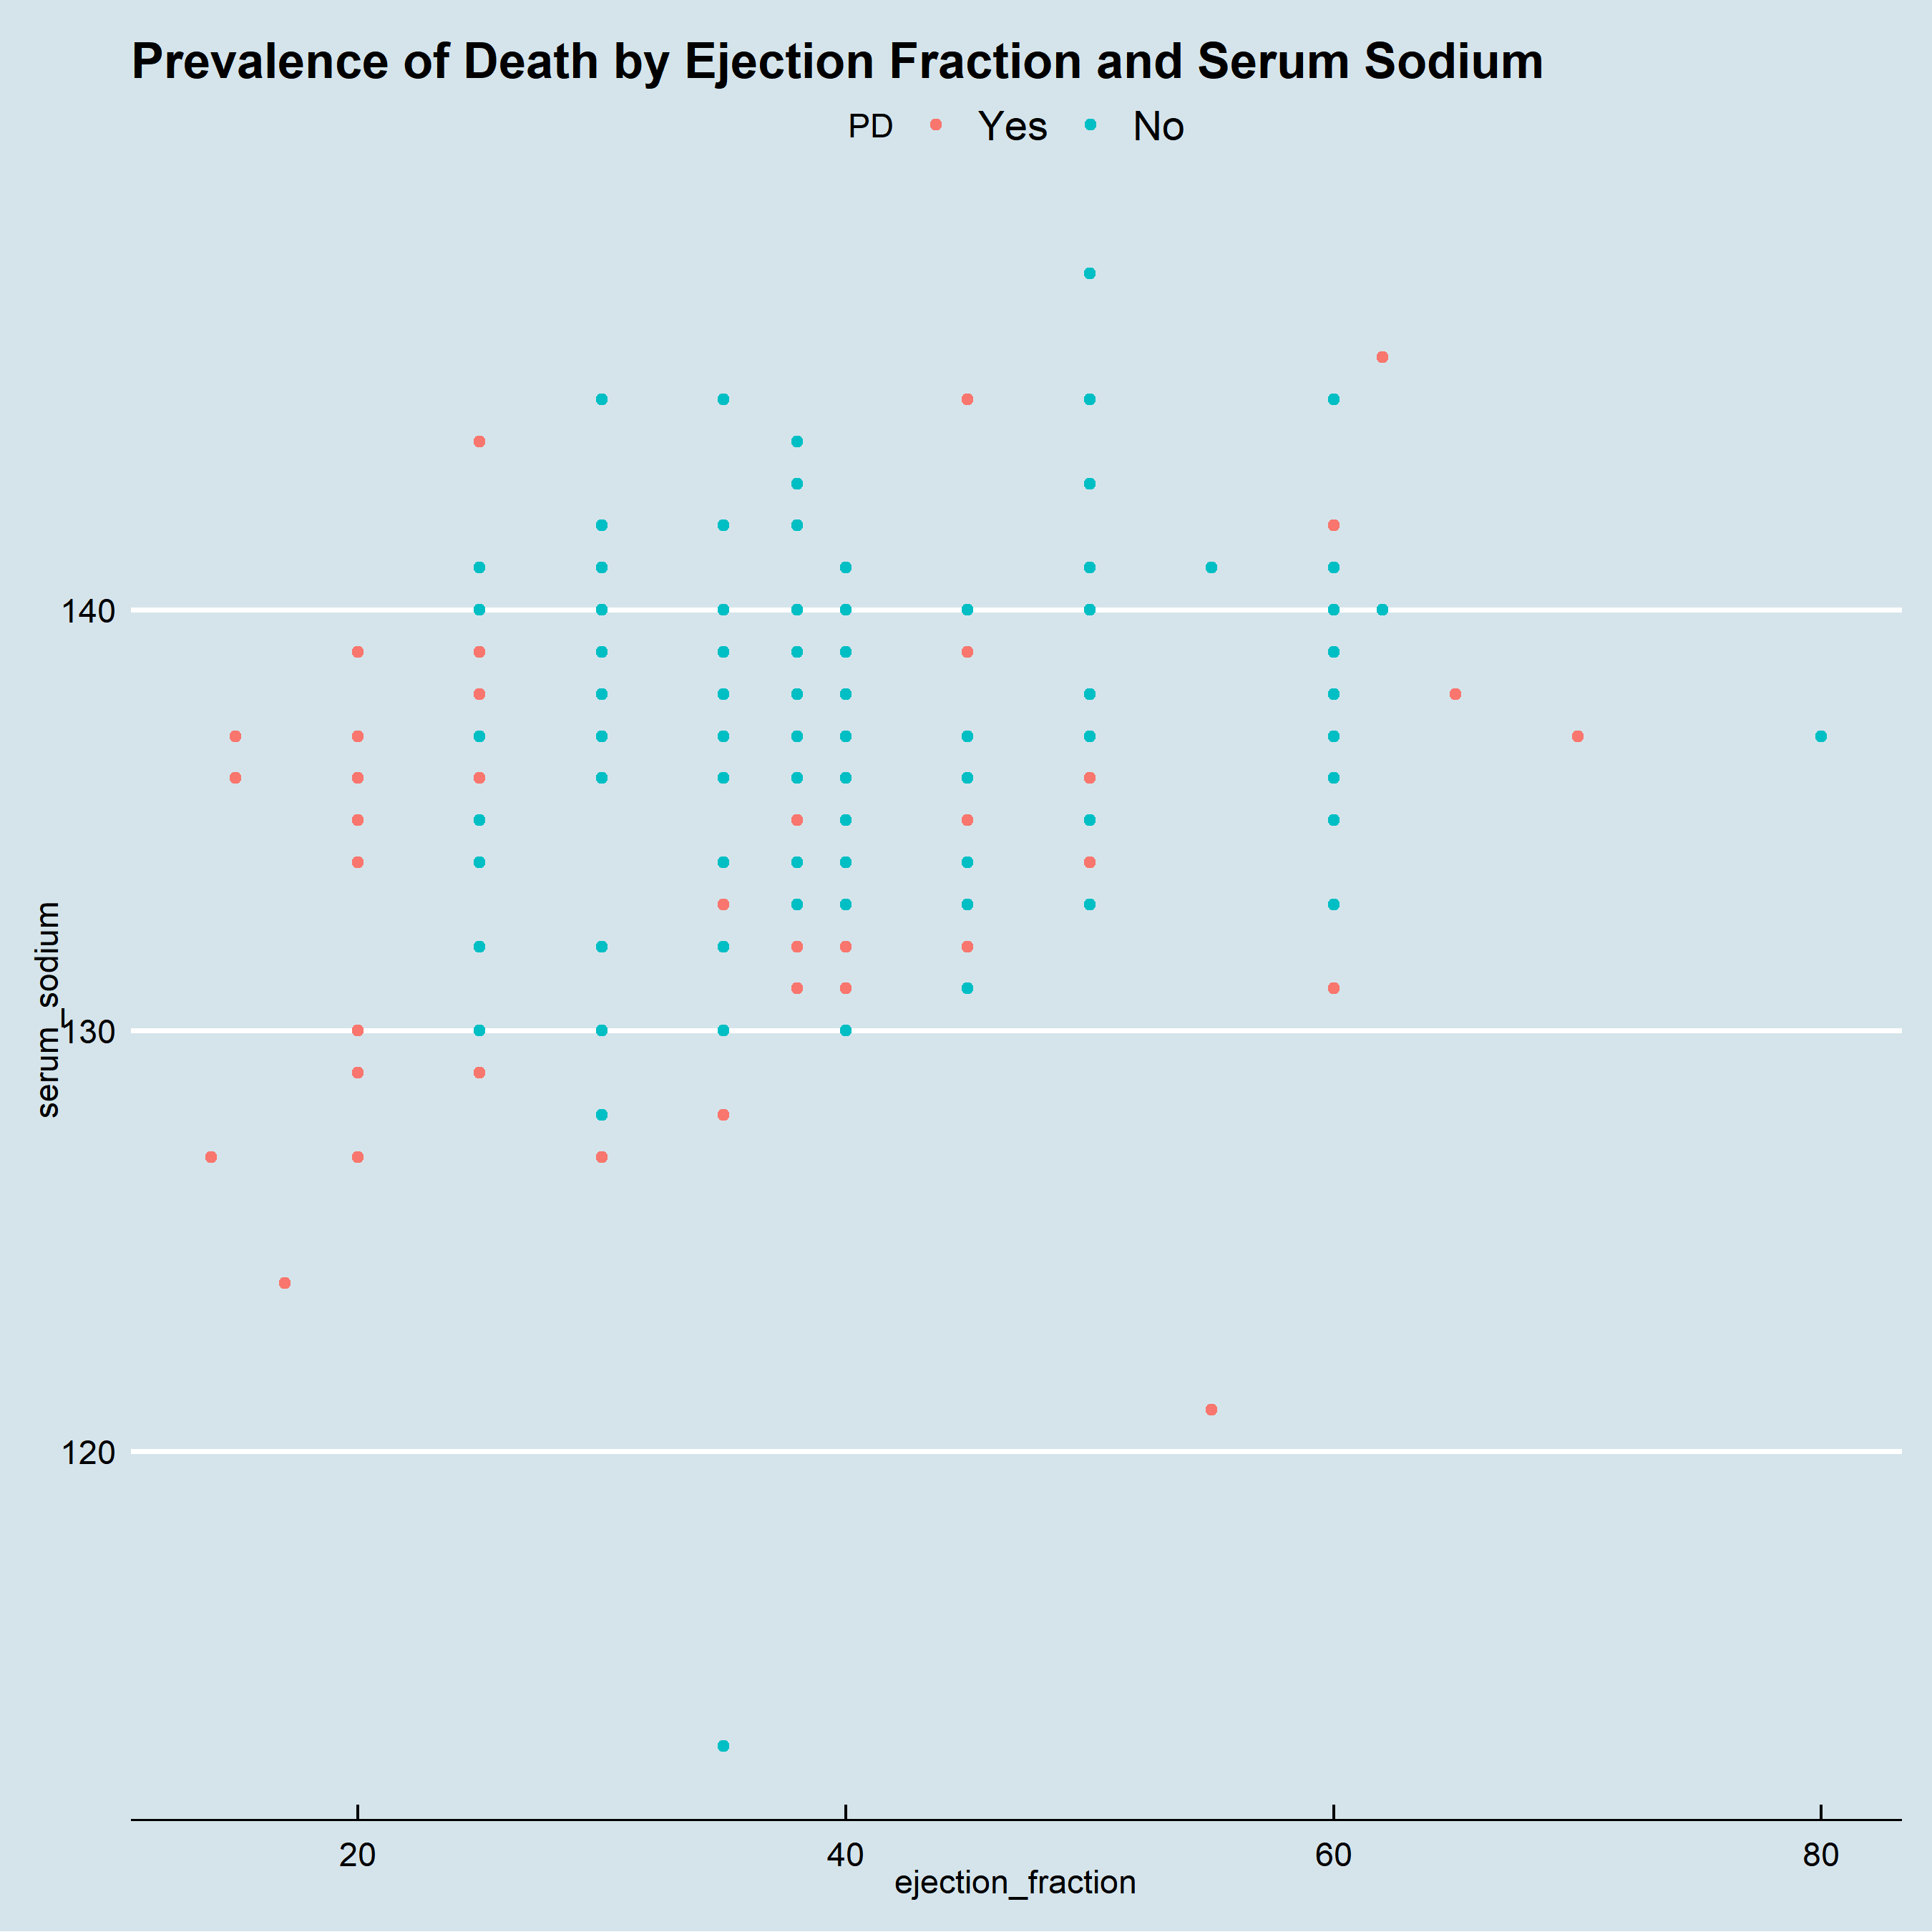 Prevalence of Death by Ejection Fraction and Serum Sodium
PD Yes No
140
130
120
serum_sodium
20 40 60 80
ejection_fraction